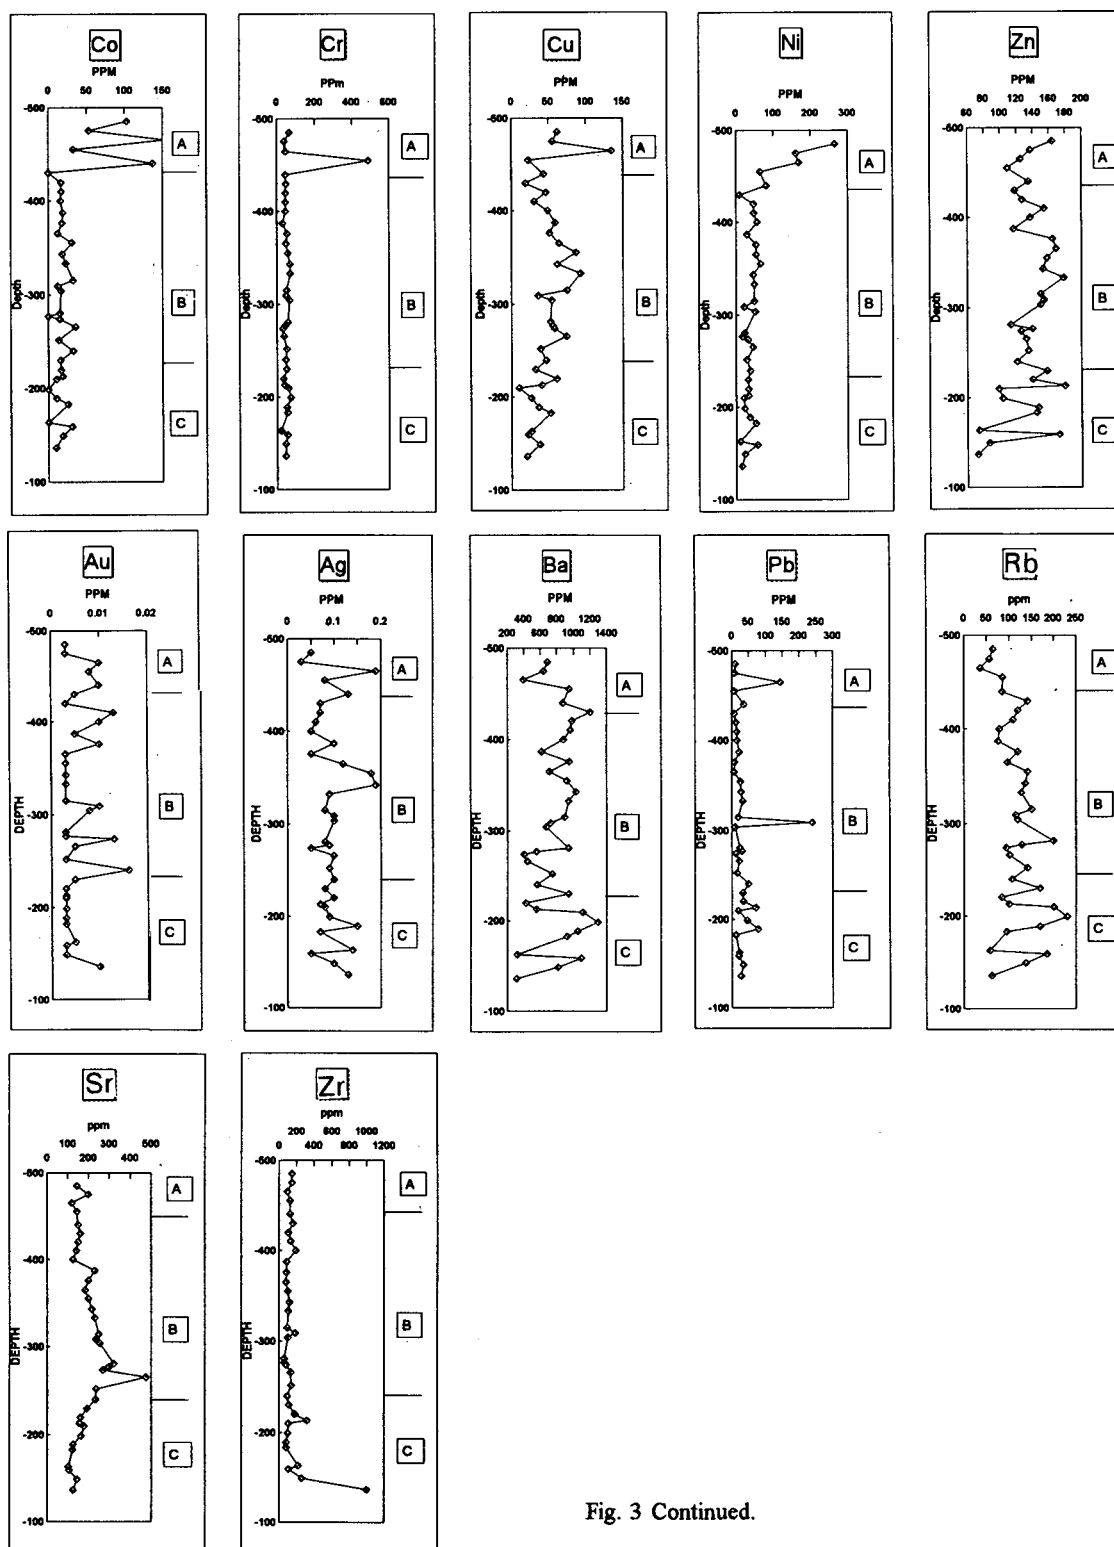 Co
PPM
0 50 100 150
-500
-400
-300
-200
-100
Depth
A
B
C
Cr
PPm
0 200 400 600
-500
-400
-300
-200
-100
Depth
A
B
C
Cu
PPM
0 50 100 150
-500
-400
-300
-200
-100
Depth
A
B
C
Ni
PPM
0 100 200 300
-500
-400
-300
-200
-100
Depth
A
B
C
Zn
PPM
80 120 160 200
60 100 140 180
-500
-400
-300
-200
-100
Depth
A
B
C
Au
PPM
0 0.01 0.02
-500
-400
-300
-200
-100
DEPTH
A
B
C
Ag
PPM
0 0.1 0.2
-500
-400
-300
-200
-100
DEPTH
A
B
C
Ba
PPM
400 800 1200
200 600 1000 1400
-500
-400
-300
-200
-100
DEPTH
A
B
C
Pb
PPM
0 100 200 300
-500
-400
-300
-200
-100
DEPTH
A
B
C
Rb
ppm
0 50 100 150 200 250
-500
-400
-300
-200
-100
DEPTH
A
B
C
Sr
ppm
100 300 500
0 200 400
-500
-400
-300
-200
-100
DEPTH
A
B
C
Zr
ppm
200 600 1000
0 400 800 1200
-500
-400
-300
-200
-100
DEPTH
A
B
C
Fig. 3 Continued.